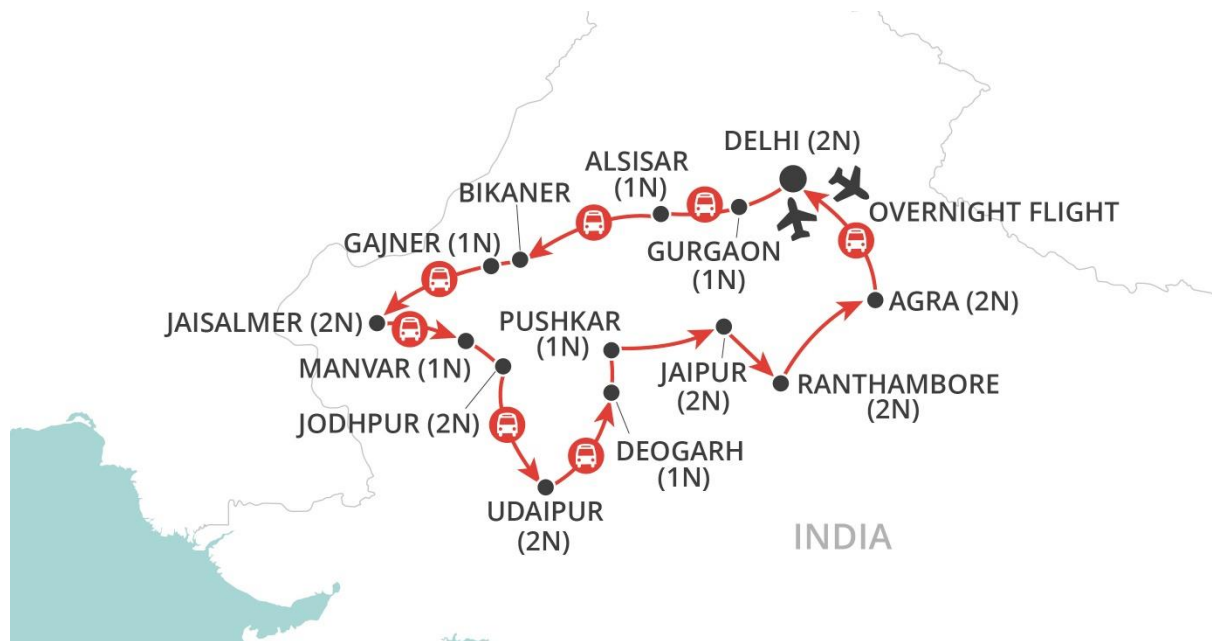 DELHI (2N)
ALSISAR
(1N)
BIKANER
OVERNIGHT FLIGHT
GAJNER (1N)
GURGAON
(1N)
AGRA (2N)
JAISALMER (2N)
PUSHKAR
(1N)
MANVAR (1N)
JAIPUR
(2N)
RANTHAMBORE
(2N)
JODHPUR (2N)
DEOGARH
(1N)
UDAIPUR
(2N)
INDIA